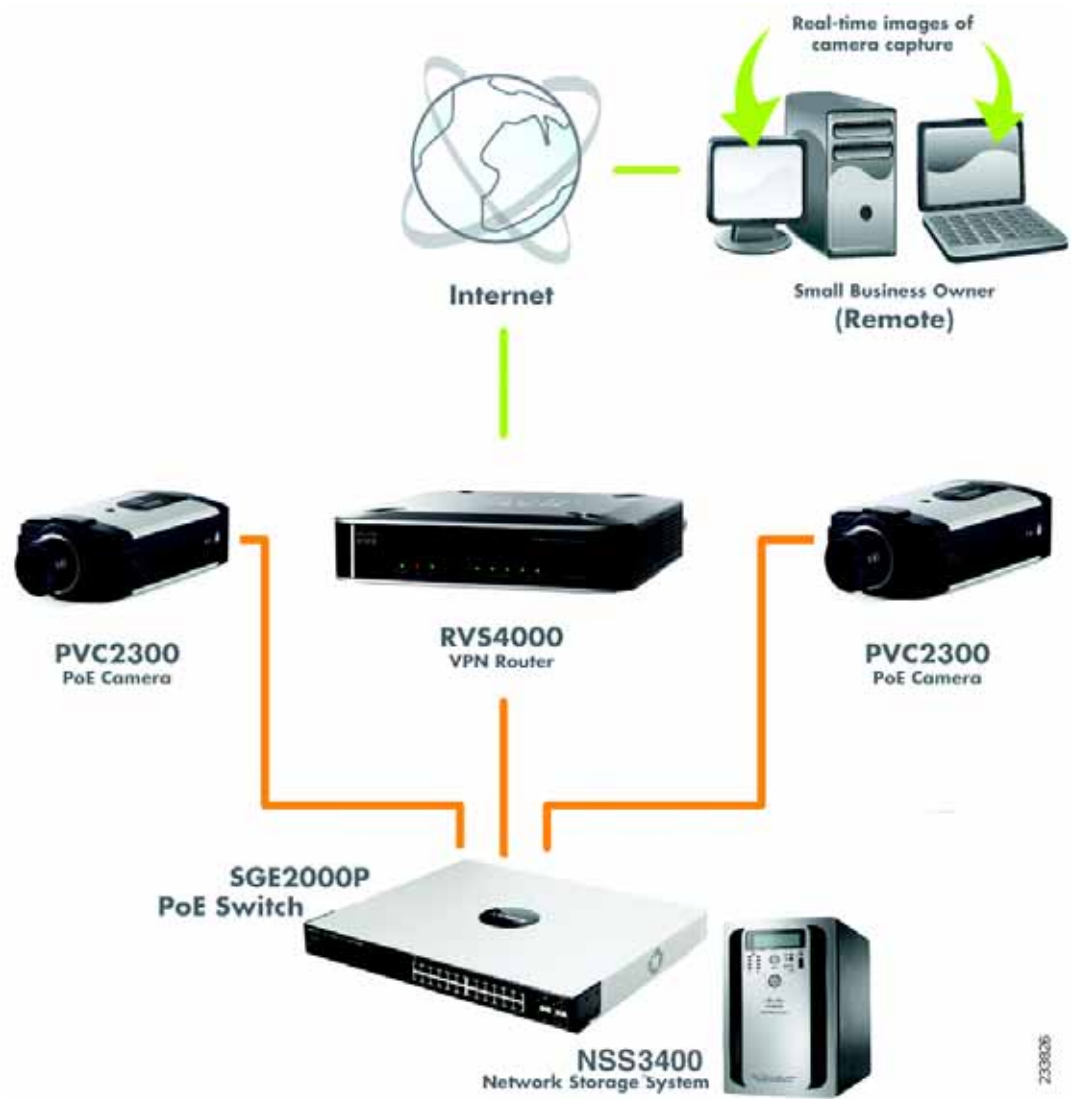 Real-time images of
camera capture
Internet
Small Business Owner
(Remote)
PVC2300
PoE Camera
RVS4000
VPN Router
PVC2300
PoE Camera
SGE2000P
PoE Switch
NSS3400
Network Storage System
233926